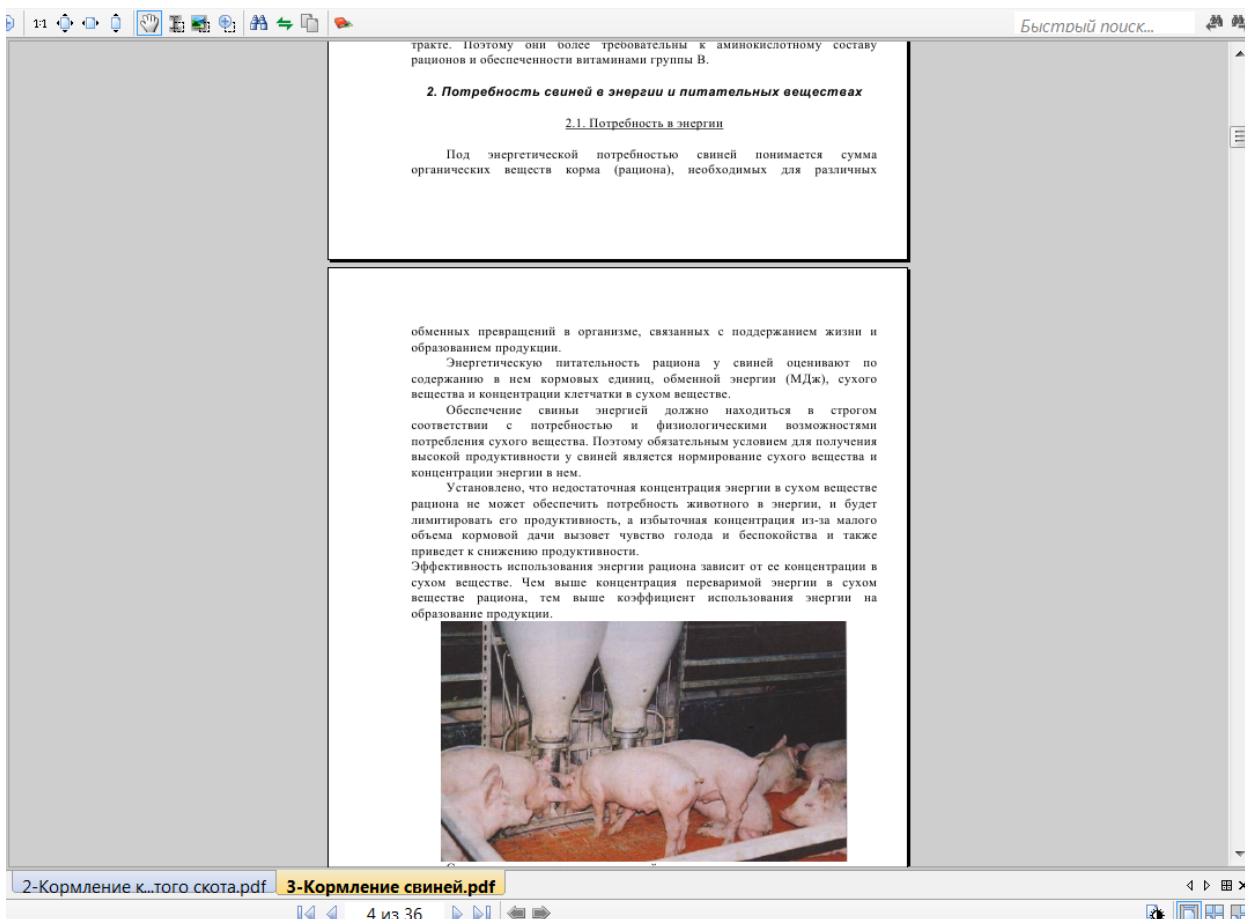 1:1
Быстрый поиск...
тракте. Поэтому они более требовательны к аминокислотному составу
рационов и обеспеченности витаминами группы В.
2. Потребность свиней в энергии и питательных веществах
2.1. Потребность в энергии
Под энергетической потребностью свиней понимается сумма
органических веществ корма (рациона), необходимых для различных
обменных превращений в организме, связанных с поддержанием жизни и
образованием продукции.
Энергетическую питательность рациона у свиней оценивают по
содержанию в нем кормовых единиц, обменной энергии (МДж), сухого
вещества и концентрации клетчатки в сухом веществе.
Обеспечение свиньи энергией должно находиться в строгом
соответствии с потребностью и физиологическими возможностями
потребления сухого вещества. Поэтому обязательным условием для получения
высокой продуктивности у свиней является нормирование сухого вещества и
концентрации энергии в нем.
Установлено, что недостаточная концентрация энергии в сухом веществе
рациона не может обеспечить потребность животного в энергии, и будет
лимитировать его продуктивность, а избыточная концентрация из-за малого
объема кормовой дачи вызовет чувство голода и беспокойства и также
приведет к снижению продуктивности.
Эффективность использования энергии рациона зависит от ее концентрации в
сухом веществе. Чем выше концентрация переваримой энергии в сухом
веществе рациона, тем выше коэффициент использования энергии на
образование продукции.
2-Кормление к...того скота.pdf
3-Кормление свиней.pdf
4 из 36